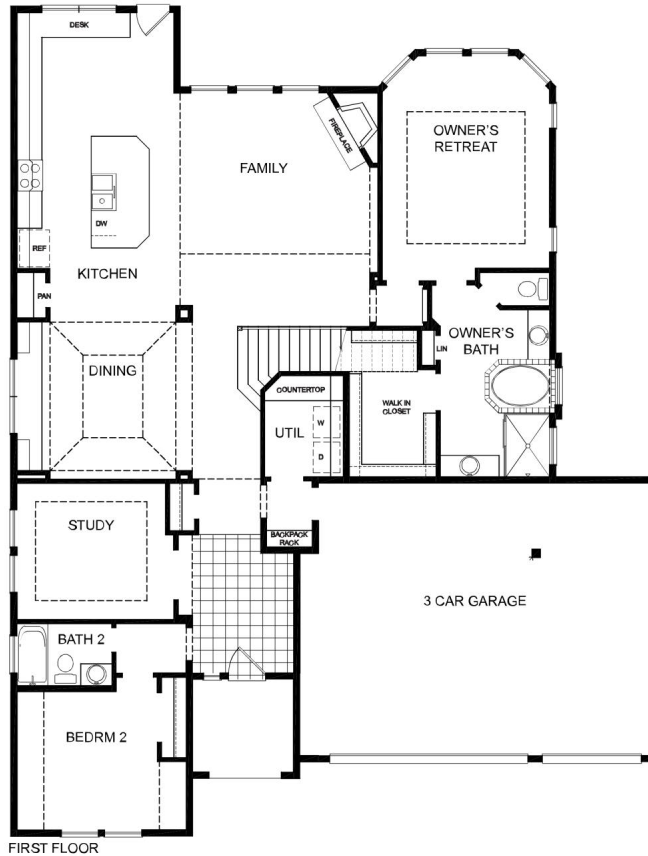 DESK
FIREPLACE
OWNER'S
RETREAT
FAMILY
DW
REF
KITCHEN
PAN
OWNER'S
BATH
LIN
DINING
COUNTERTOP
WALK IN
CLOSET
W
UTIL
D
STUDY
BACKPACK
RACK
3 CAR GARAGE
BATH 2
BEDRM 2
FIRST FLOOR